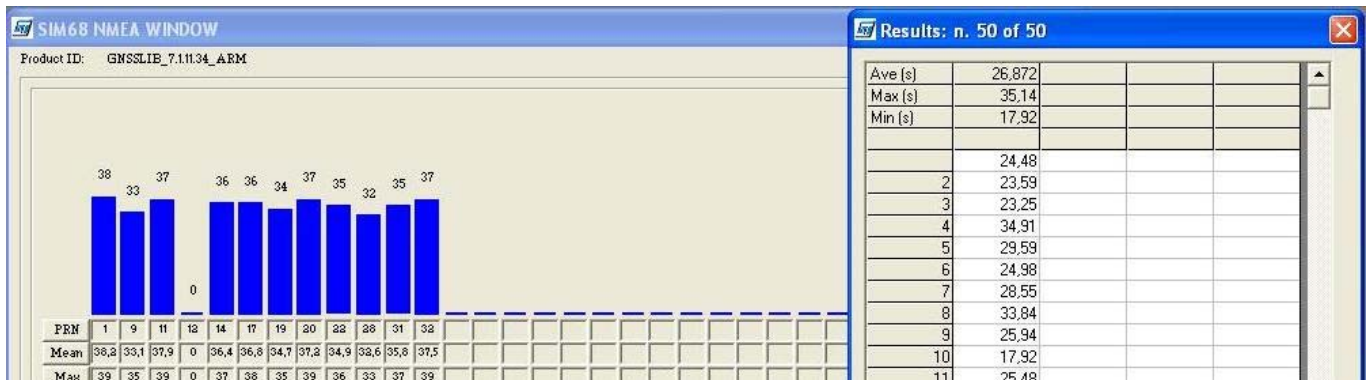 SIM68 NMEA WINDOW
Product ID: GNSSLIB_7.1.11.34_ARM
38 33 37 0 36 36 34 37 35 32 35 37
PRN 1 9 11 12 14 17 19 20 22 28 31 32
Mean 38,2 33,1 37,9 0 36,4 36,8 34,7 37,2 34,9 32,6 35,8 37,5
Max 39 35 39 0 37 38 35 39 36 33 37 39
Results: n. 50 of 50
Ave (s) 26,872
Max (s) 35,14
Min (s) 17,92
24,48
2 23,59
3 23,25
4 34,91
5 29,59
6 24,98
7 28,55
8 33,84
9 25,94
10 17,92
11 25,48